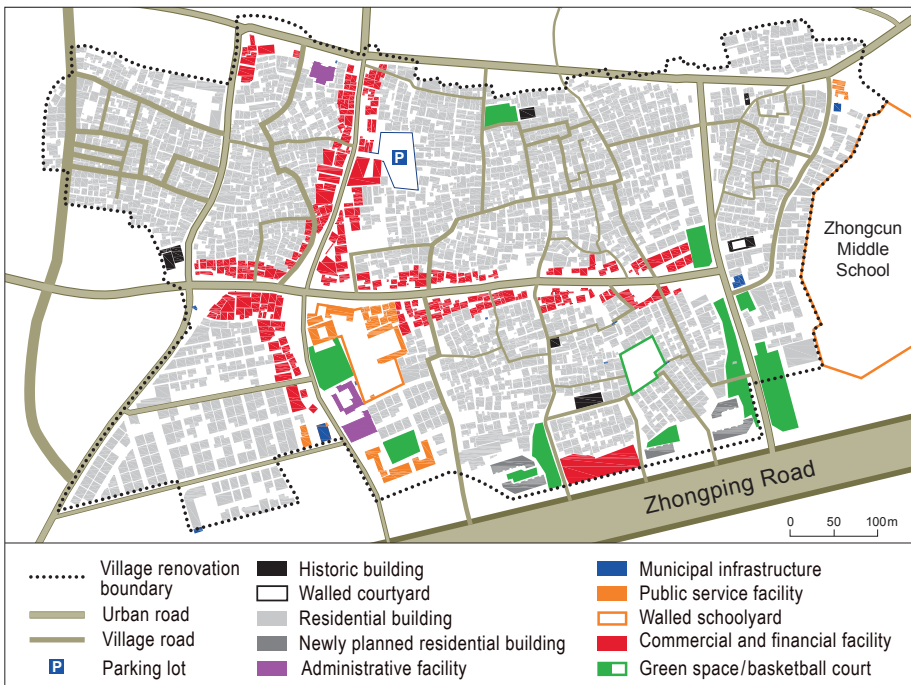 P
Zhongcun
Middle
School
Zhongping Road
0 50 100 m
Village renovation
boundary
Urban road
Village road
P Parking lot
Historic building
Walled courtyard
Residential building
Newly planned residential building
Administrative facility
Municipal infrastructure
Public service facility
Walled schoolyard
Commercial and financial facility
Green space/basketball court